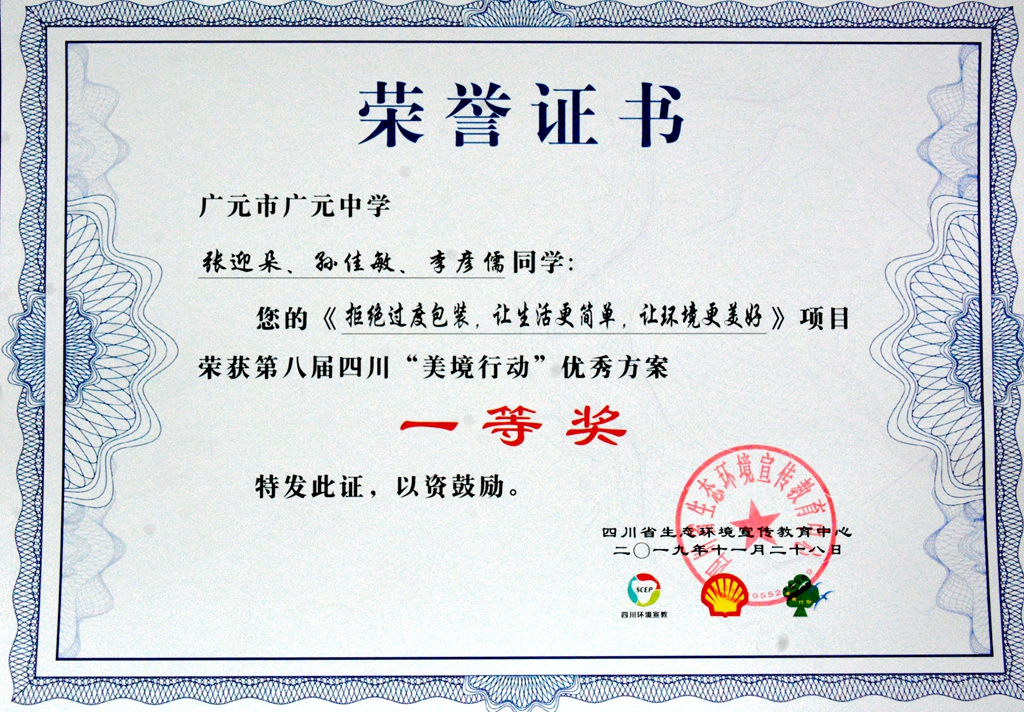 荣誉证书
广元市广元中学
张迎朵、孙佳敏、李彦儒同学：
您的《拒绝过度包装，让生活更简单，让环境更美好》项目
荣获第八届四川“美境行动”优秀方案
一等奖
特发此证，以资鼓励。
四川省生态环境宣传教育中心
四川省生态环境宣传教育中心
二〇一九年十一月二十八日
SCEP
四川环境宣教